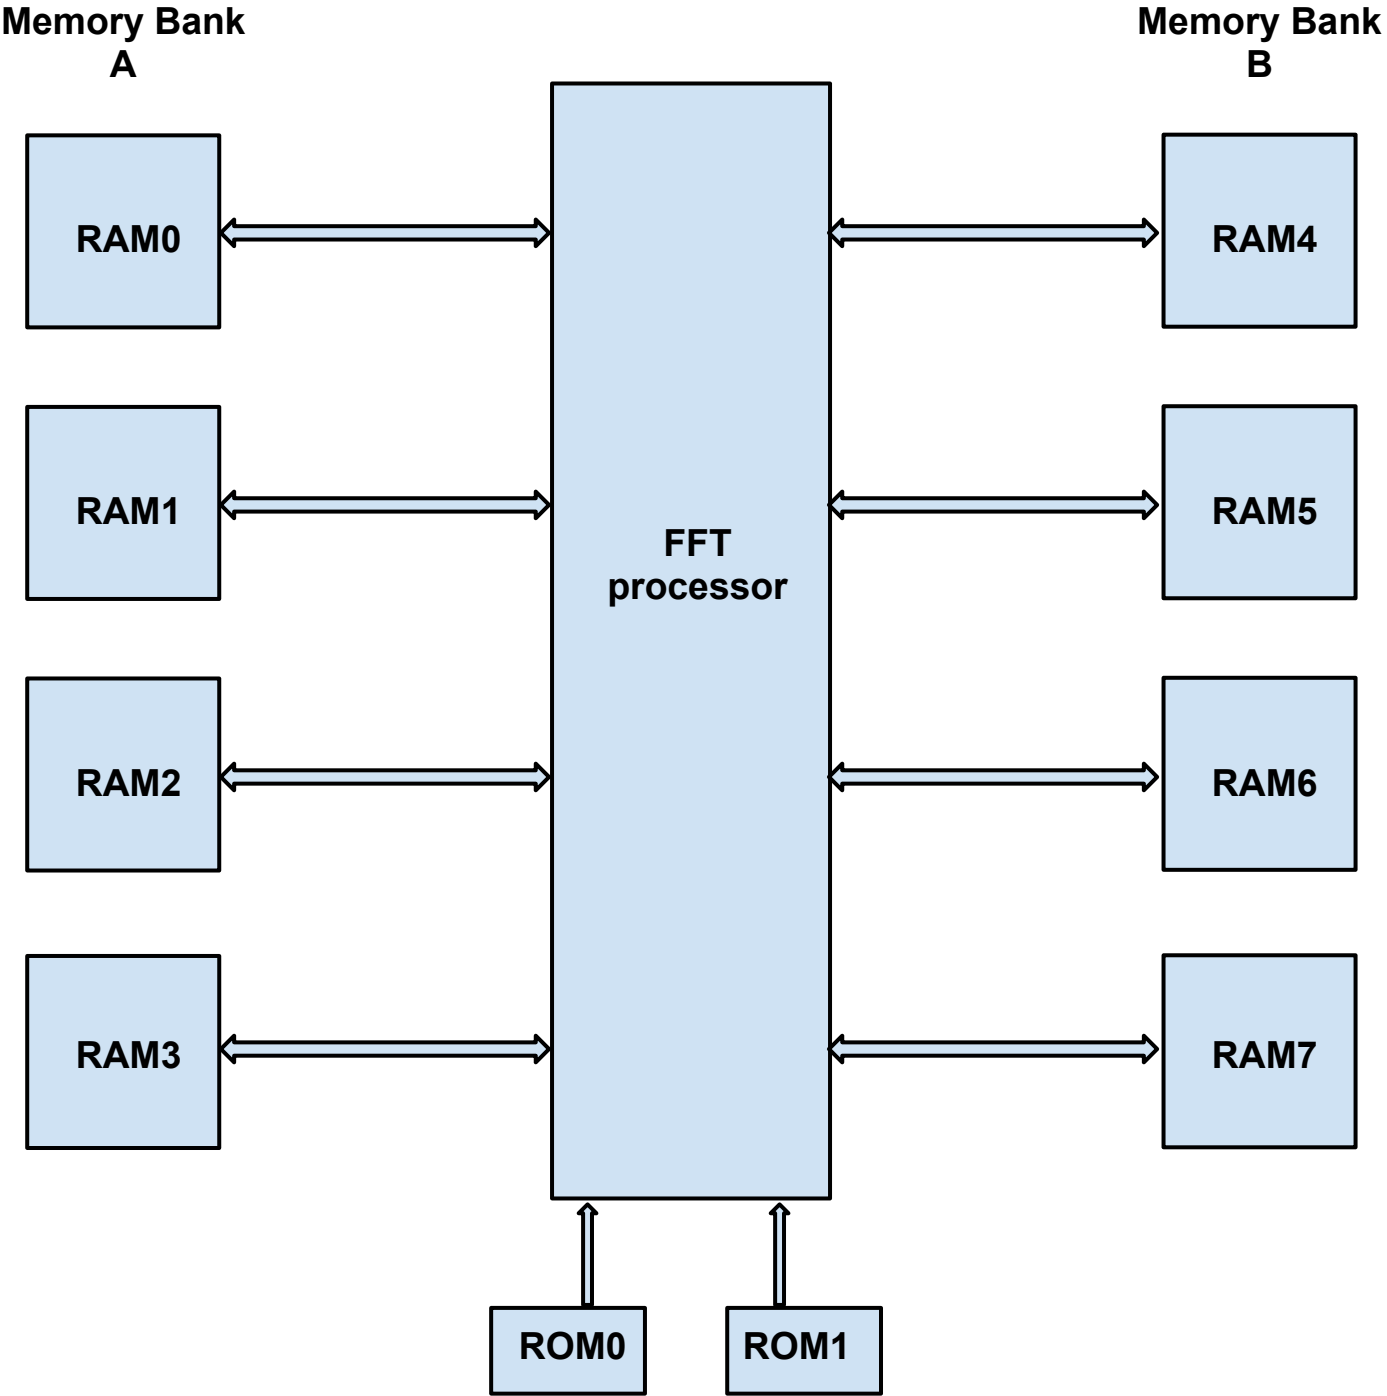 Memory Bank
A
Memory Bank
B
RAM0
RAM4
RAM1
RAM5
FFT
processor
RAM2
RAM6
RAM3
RAM7
ROM0
ROM1